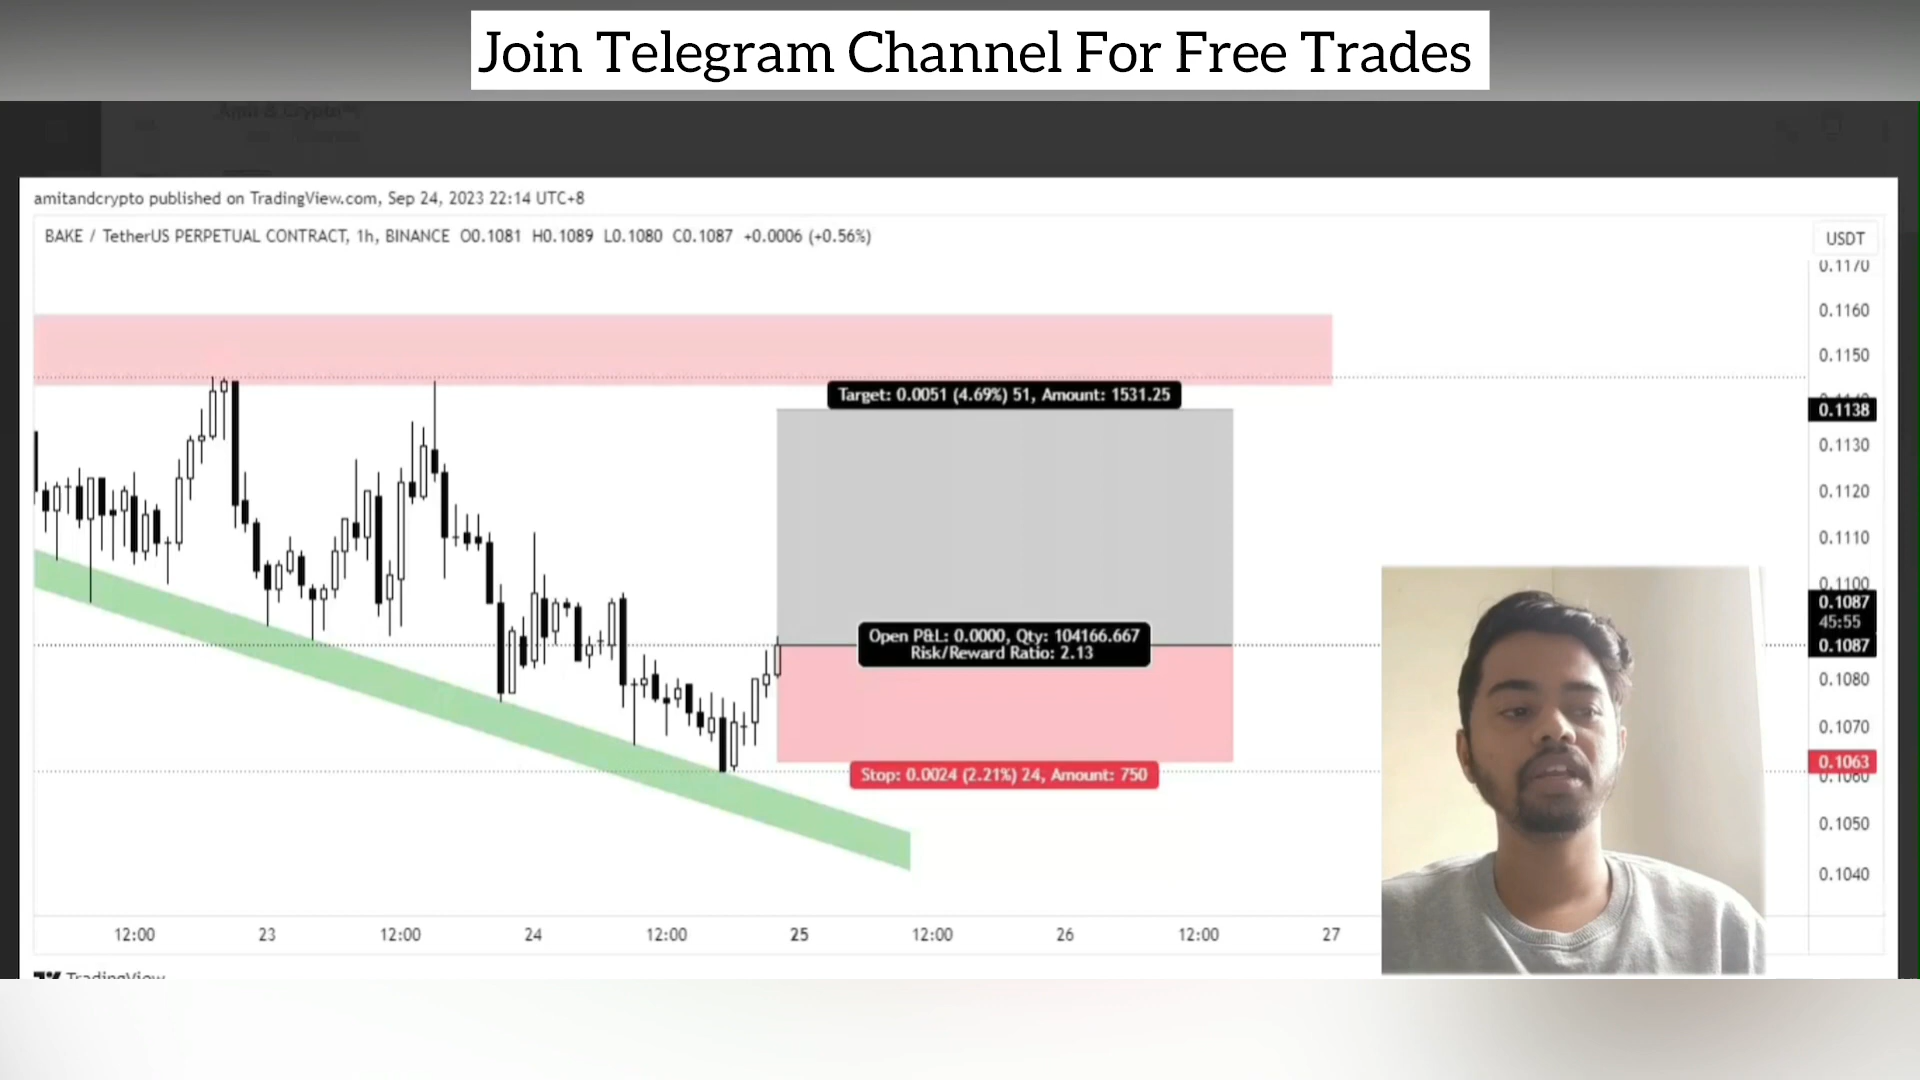 Join Telegram Channel For Free Trades
amitandcrypto published on TradingView.com, Sep 24, 2023 22:14 UTC+8
BAKE / TetherUS PERPETUAL CONTRACT, 1h, BINANCE O0.1081 H0.1089 L0.1080 C0.1087 +0.0006 (+0.56%)
USDT
0.1170
0.1160
0.1150
Target: 0.0051 (4.69%) 51, Amount: 1531.25
0.1138
0.1130
0.1120
0.1110
0.1100
0.1087
45:55
0.1087
Open P&L: 0.0000, Qty: 104166.667
Risk/Reward Ratio: 2.13
0.1080
0.1070
0.1063
0.1060
Stop: 0.0024 (2.21%) 24, Amount: 750
0.1050
0.1040
12:00 23 12:00 24 12:00 25 12:00 26 12:00 27
TradingView